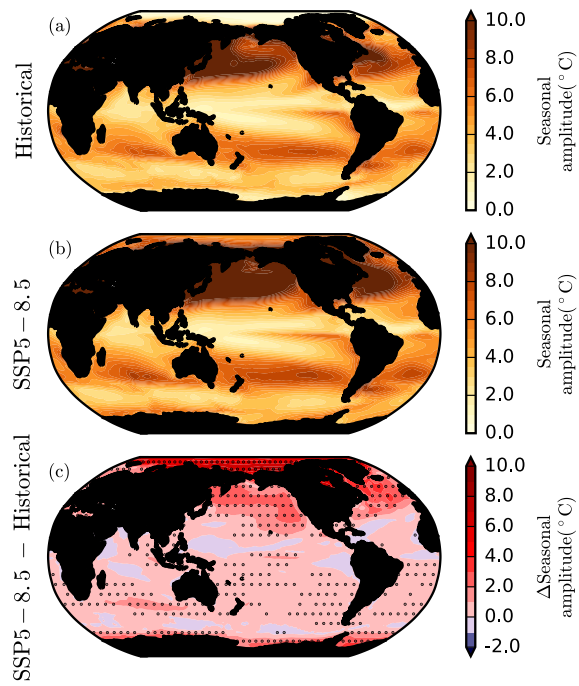 (a)
Historical
10.0
8.0
6.0
4.0
2.0
0.0
Seasonal
amplitude(°C)
(b)
SSP5 − 8.5
10.0
8.0
6.0
4.0
2.0
0.0
Seasonal
amplitude(°C)
(c)
SSP5−8.5 − Historical
10.0
8.0
6.0
4.0
2.0
0.0
-2.0
ΔSeasonal
amplitude(°C)